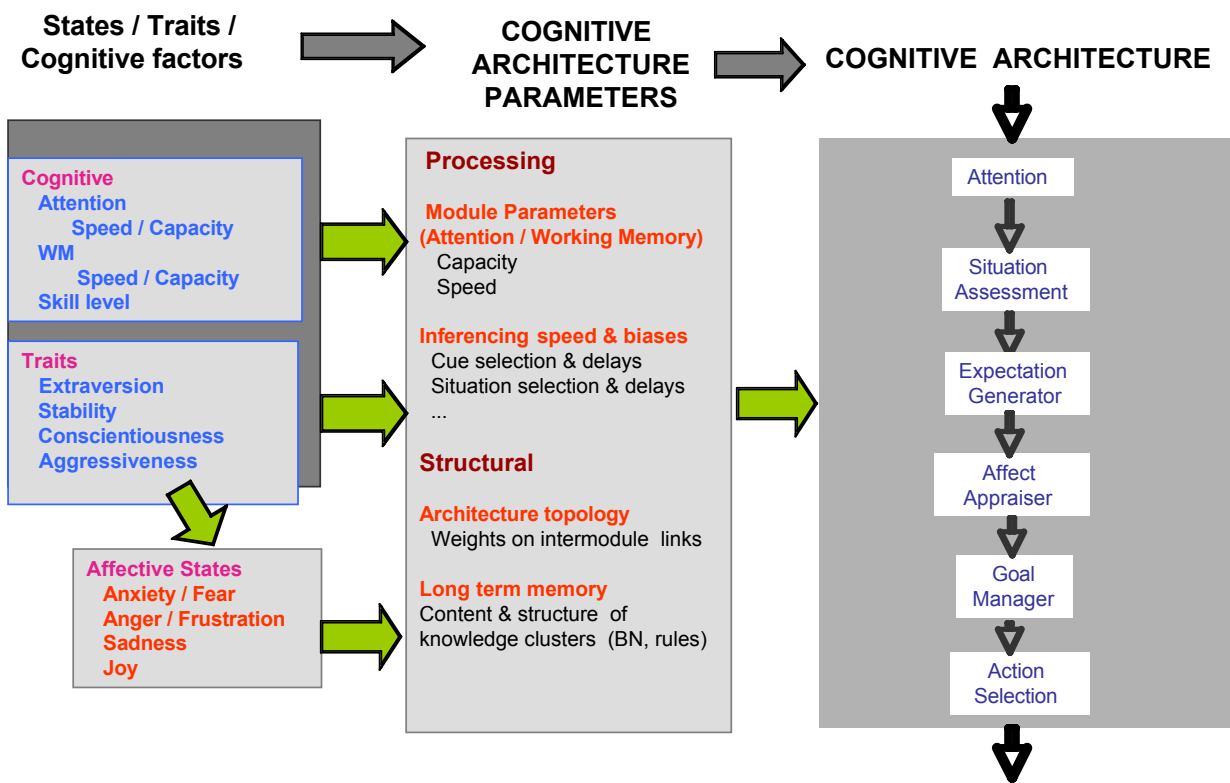 States / Traits /
Cognitive factors
COGNITIVE
ARCHITECTURE
PARAMETERS
COGNITIVE ARCHITECTURE
Cognitive
Attention
Speed / Capacity
WM
Speed / Capacity
Skill level
Traits
Extraversion
Stability
Conscientiousness
Aggressiveness
Affective States
Anxiety / Fear
Anger / Frustration
Sadness
Joy
Processing
Module Parameters
(Attention / Working Memory)
Capacity
Speed
Inferencing speed & biases
Cue selection & delays
Situation selection & delays
...
Structural
Architecture topology
Weights on intermodule links
Long term memory
Content & structure of
knowledge clusters (BN, rules)
Attention
Situation
Assessment
Expectation
Generator
Affect
Appraiser
Goal
Manager
Action
Selection